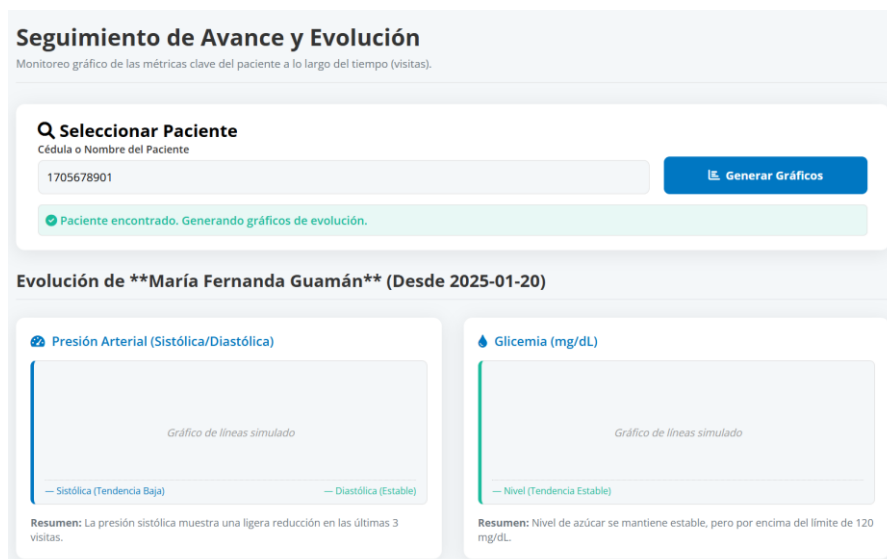 Seguimiento de Avance y Evolución
Monitoreo gráfico de las métricas clave del paciente a lo largo del tiempo (visitas).
Seleccionar Paciente
Cédula o Nombre del Paciente
1705678901
Generar Gráficos
Paciente encontrado. Generando gráficos de evolución.
Evolución de **María Fernanda Guamán** (Desde 2025-01-20)
Presión Arterial (Sistólica/Diastólica)
Gráfico de líneas simulado
— Sistólica (Tendencia Baja)
— Diastólica (Estable)
Resumen: La presión sistólica muestra una ligera reducción en las últimas 3
visitas.
Glicemia (mg/dL)
Gráfico de líneas simulado
— Nivel (Tendencia Estable)
Resumen: Nivel de azúcar se mantiene estable, pero por encima del límite de 120
mg/dL.